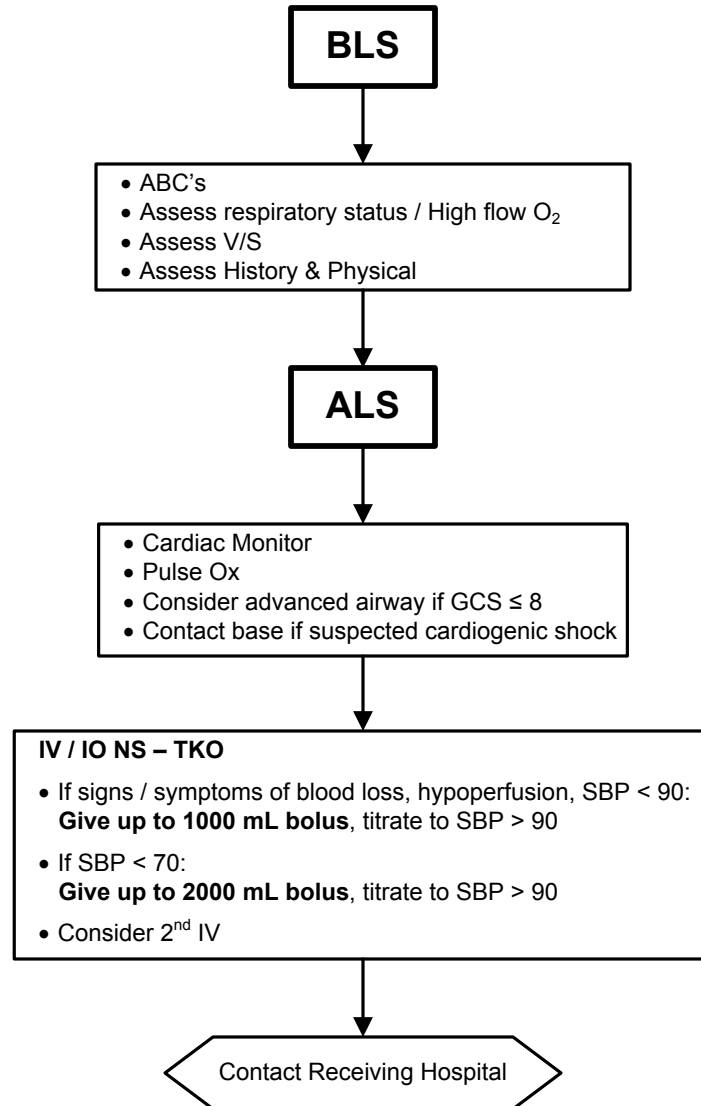 BLS
• ABC’s
• Assess respiratory status / High flow O₂
• Assess V/S
• Assess History & Physical
ALS
• Cardiac Monitor
• Pulse Ox
• Consider advanced airway if GCS ≤ 8
• Contact base if suspected cardiogenic shock
IV / IO NS – TKO
• If signs / symptoms of blood loss, hypoperfusion, SBP < 90:
Give up to 1000 mL bolus, titrate to SBP > 90
• If SBP < 70:
Give up to 2000 mL bolus, titrate to SBP > 90
• Consider 2nd IV
Contact Receiving Hospital